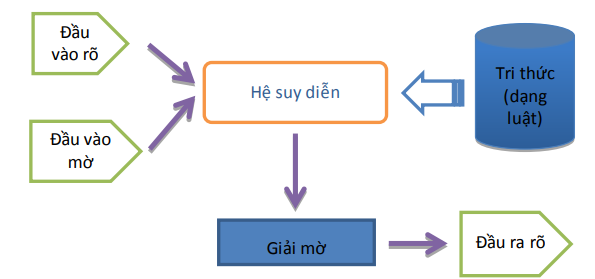 Đầu
vào rõ
Đầu vào
mờ
Hệ suy diễn
Tri thức
(dạng
luật)
Giải mờ
Đầu ra rõ